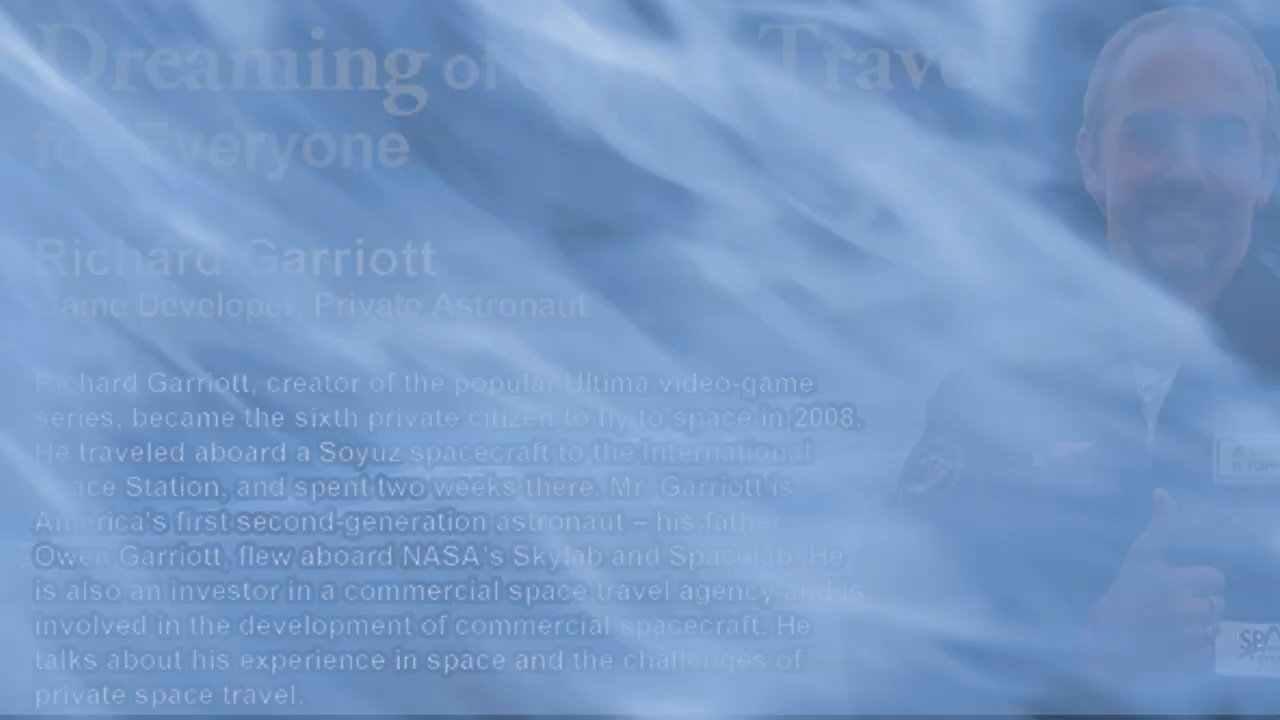 Dreaming of Trave
for Everyone
Richard Garriott
Game Developer, Private Astronaut
Richard Garriott, creator of the popular Ultima video-game
series, became the sixth private citizen to fly to space in 2008.
He traveled aboard a Soyuz spacecraft to the International
ace Station, and spent two weeks there. Mr. Garriott is
America's first second-generation astronaut – his father,
Owen Garriott, flew aboard NASA's Skylab and Spacelab. He
is also an investor in a commercial space travel agency and is
involved in the development of commercial spacecraft. He
talks about his experience in space and the challenges of
private space travel.
SPA